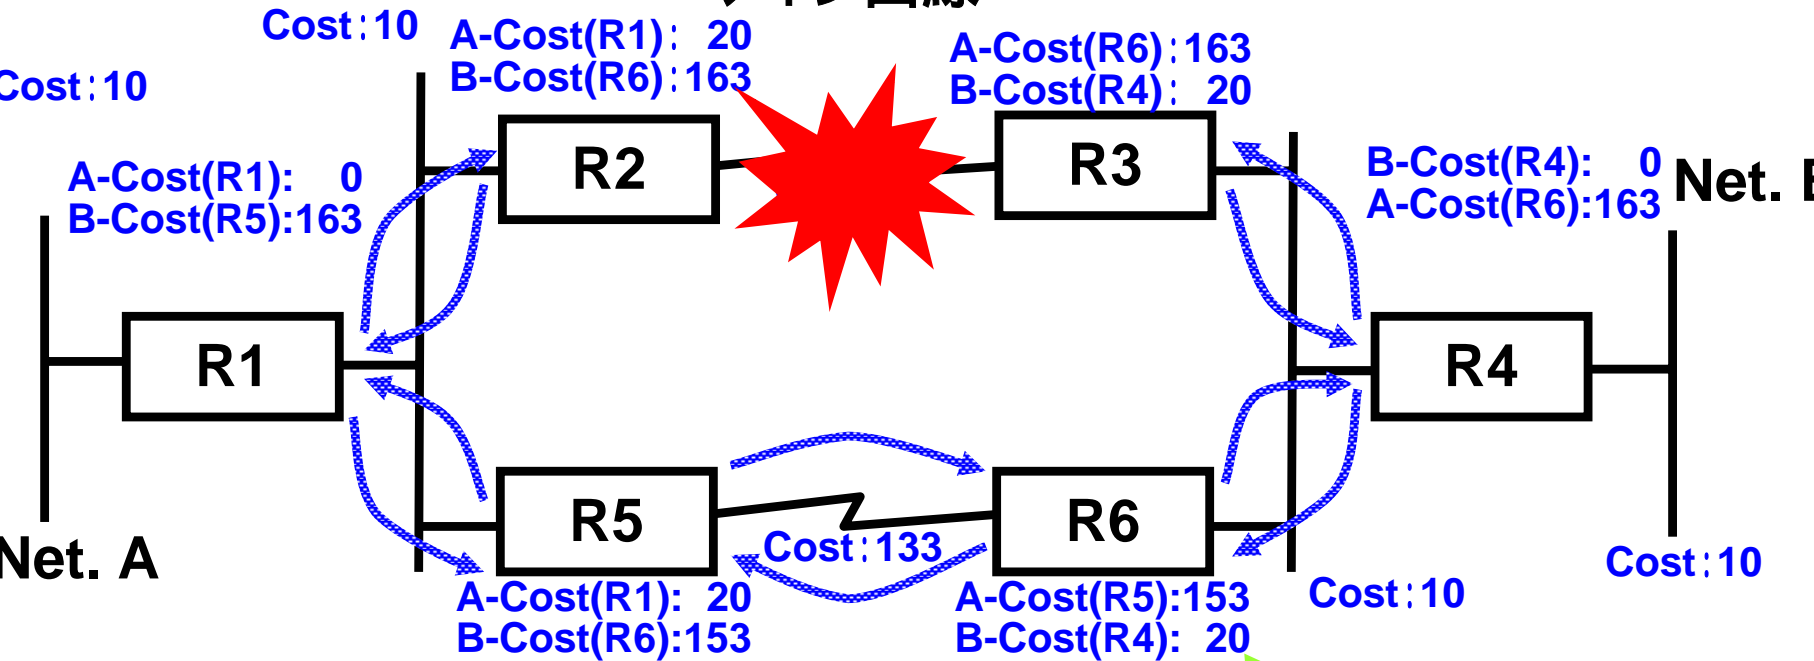 Cost:10
A-Cost(R1): 20
B-Cost(R6):163
A-Cost(R6):163
B-Cost(R4): 20
Cost:10
A-Cost(R1): 0
B-Cost(R5):163
R2
R3
B-Cost(R4): 0
A-Cost(R6):163
Net.
R1
R4
R5
R6
Cost:133
Net. A
Cost:10
Cost:10
A-Cost(R1): 20
B-Cost(R6):153
A-Cost(R5):153
B-Cost(R4): 20